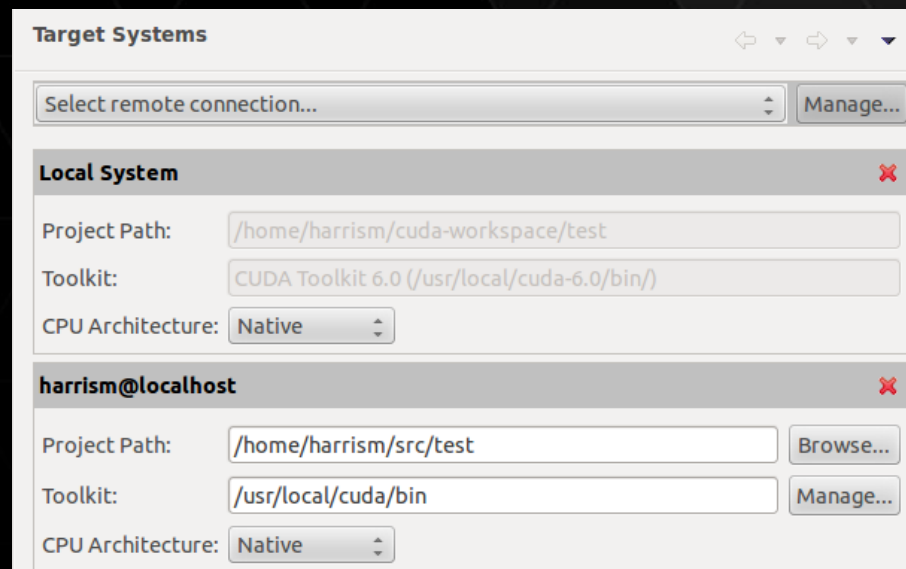 Target Systems
Select remote connection... Manage...
Local System
Project Path: /home/harrism/cuda-workspace/test
Toolkit: CUDA Toolkit 6.0 (/usr/local/cuda-6.0/bin/)
CPU Architecture: Native
harrism@localhost
Project Path: /home/harrism/src/test Browse...
Toolkit: /usr/local/cuda/bin Manage...
CPU Architecture: Native